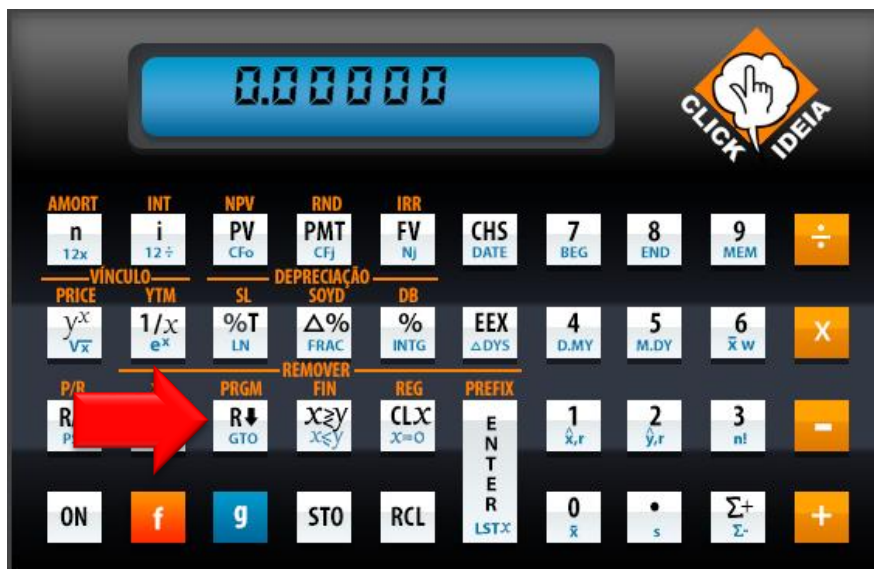 0.00000
CLICK IDEIA
AMORT INT NPV RND IRR
n i PV PMT FV CHS 7 8 9 ÷
12x 12÷ CFo CFj Nj DATE BEG END MEM
VÍNCULO DEPRECIAÇÃO
PRICE YTM SL SOYD DB
yˣ 1/x %T Δ% % EEX 4 5 6 X
√x eˣ LN FRAC INTG ΔDYS D.MY M.DY x̄ w
REMOVER
P/R PRGM FIN REG PREFIX
R⬇ x≷y CLX ENTER 1 2 3 -
GTO x≤y x=0 x̂,r ŷ,r n!
ON f g STO RCL LSTX 0 • Σ+ +
x̄ s Σ-